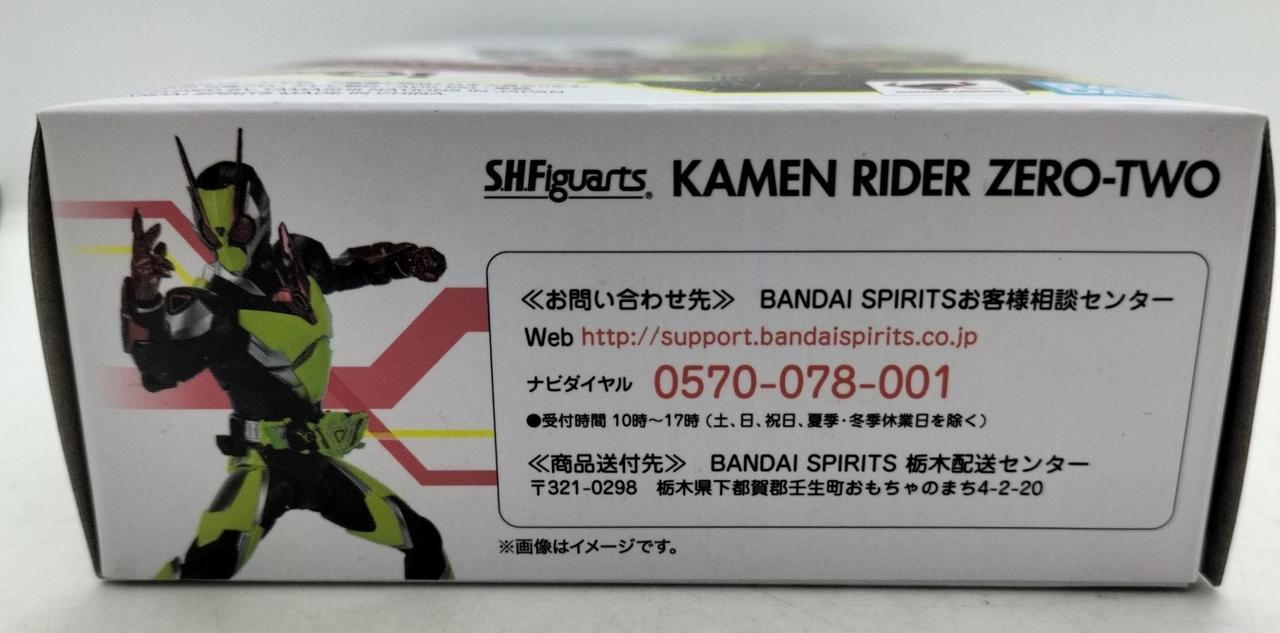 S.H.Figuarts® KAMEN RIDER ZERO-TWO
≪お問い合わせ先≫ BANDAI SPIRITSお客様相談センター
Web http://support.bandaispirits.co.jp
ナビダイヤル 0570-078-001
●受付時間 10時～17時（土、日、祝日、夏季・冬季休業日を除く）
≪商品送付先≫ BANDAI SPIRITS 栃木配送センター
〒321-0298 栃木県下都賀郡壬生町おもちゃのまち4-2-20
※画像はイメージです。